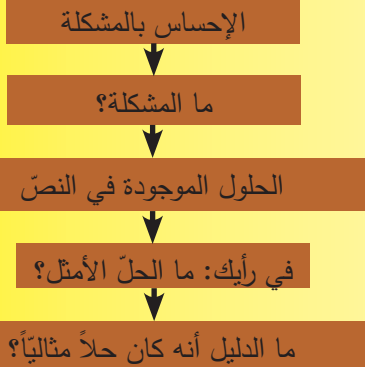 الإحساس بالمشكلة
ما المشكلة؟
الحلول الموجودة في النصّ
في رأيك: ما الحلّ الأمثل؟
ما الدليل أنه كان حلاً مثاليّاً؟